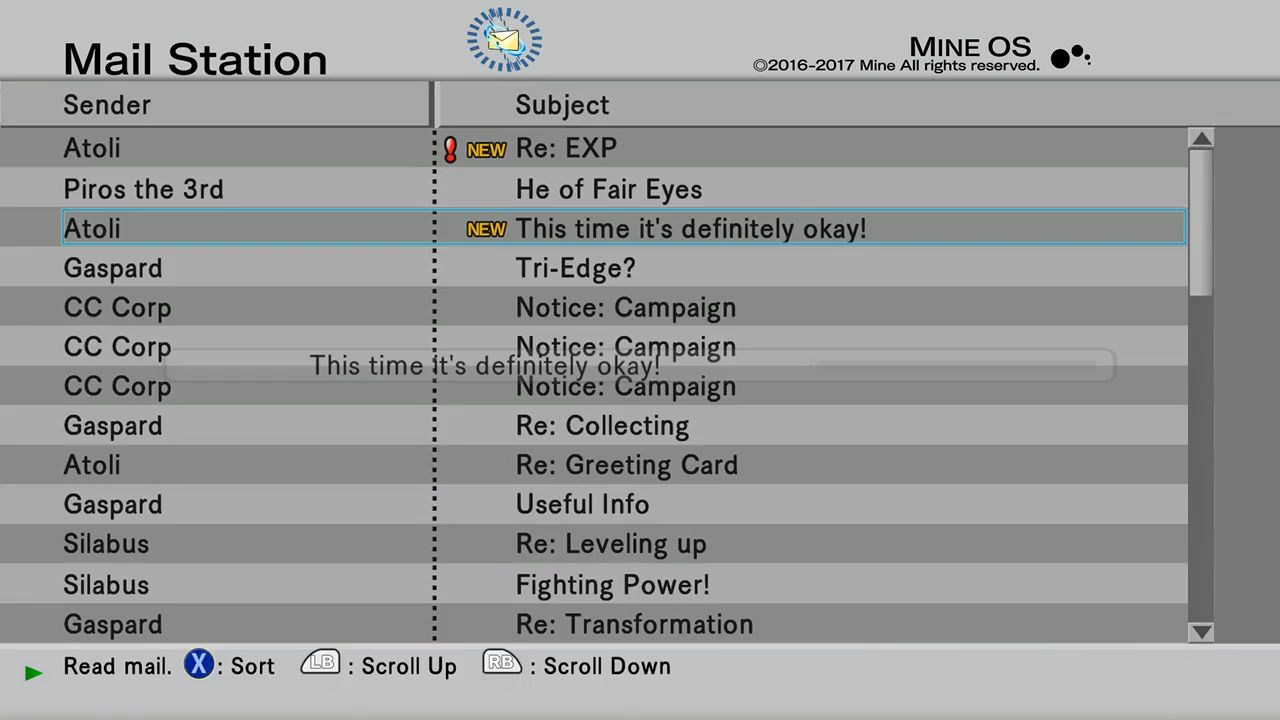 Mail Station
MINE OS
©2016-2017 Mine All rights reserved.
Sender Subject
Atoli NEW Re: EXP
Piros the 3rd He of Fair Eyes
Atoli NEW This time it's definitely okay!
Gaspard Tri-Edge?
CC Corp Notice: Campaign
CC Corp Notice: Campaign
This time it's definitely okay!
CC Corp Notice: Campaign
Gaspard Re: Collecting
Atoli Re: Greeting Card
Gaspard Useful Info
Silabus Re: Leveling up
Silabus Fighting Power!
Gaspard Re: Transformation
Read mail. X : Sort LB : Scroll Up RB : Scroll Down